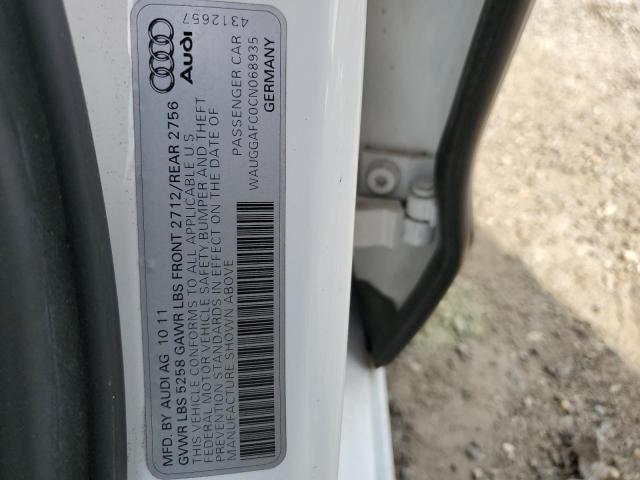 MFD. BY AUDI AG 10 11
GVWR LBS 5258 GAWR LBS FRONT 2712/REAR 2756
THIS VEHICLE CONFORMS TO ALL APPLICABLE U.S
FEDERAL MOTOR VEHICLE SAFETY, BUMPER AND THEFT
PREVENTION STANDARDS IN EFFECT ON THE DATE OF
MANUFACTURE SHOWN ABOVE
Audi
4312657
PASSENGER CAR
WAUGGAFC0CN068935
GERMANY